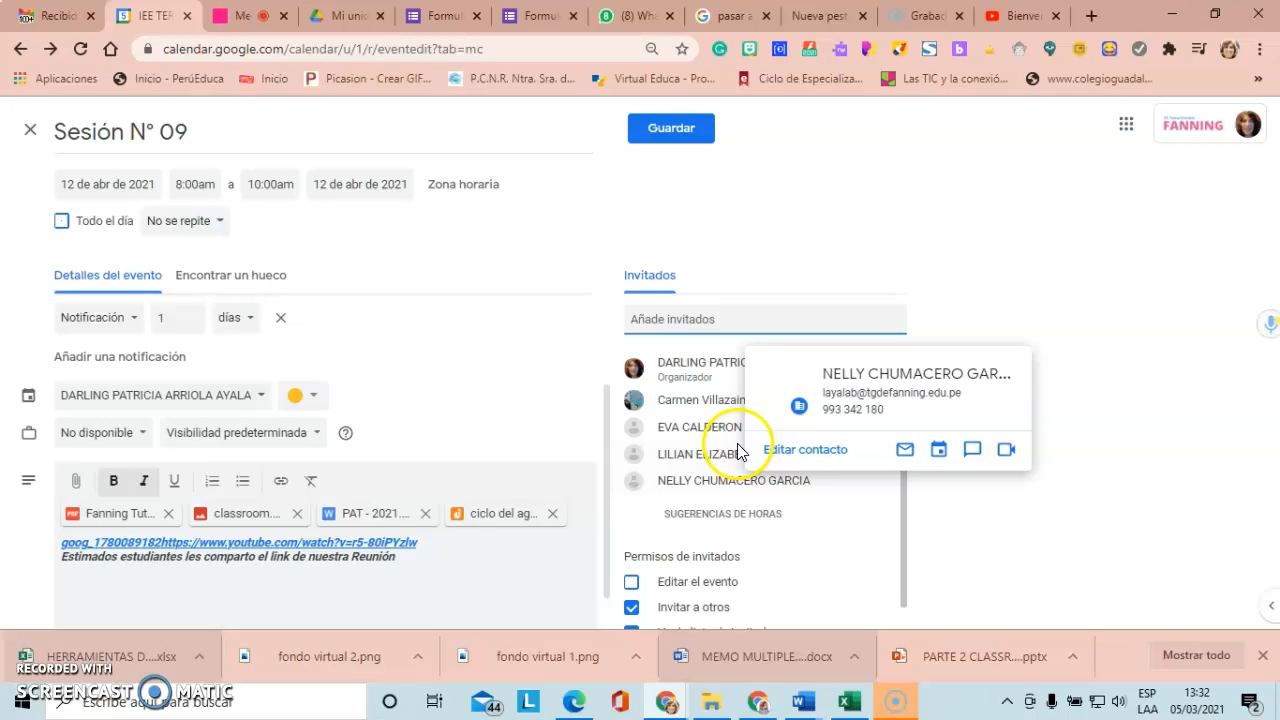 Recibid
IEE TER
Me
Mi unid
Formul
Formul
(8) Wha
pasar a
Nueva pest
Grabad
Bienver
calendar.google.com/calendar/u/1/r/eventedit?tab=mc
Aplicaciones
Inicio - PerúEduca
Inicio
Picasion - Crear GIF...
P.C.N.R. Ntra. Sra. d...
Virtual Educa - Pro...
Ciclo de Especializa...
Las TIC y la conexió...
www.colegioguadal...
»
Sesión N° 09
Guardar
FANNING
12 de abr de 2021 8:00am a 10:00am 12 de abr de 2021 Zona horaria
Todo el día No se repite
Detalles del evento Encontrar un hueco
Invitados
Notificación 1 días
Añade invitados
Añadir una notificación
DARLING PATRIC
Organizador
NELLY CHUMACERO GAR...
layalab@tgdefanning.edu.pe
993 342 180
Editar contacto
DARLING PATRICIA ARRIOLA AYALA
Carmen Villazain
EVA CALDERON
No disponible Visibilidad predeterminada
LILIAN ELIZAB
NELLY CHUMACERO GARCIA
B I U
SUGERENCIAS DE HORAS
Fanning Tut... classroom.... PAT - 2021.... ciclo del ag...
goog_1780089182https://www.youtube.com/watch?v=r5-80iPYzlw
Estimados estudiantes les comparto el link de nuestra Reunión
Permisos de invitados
Editar el evento
Invitar a otros
HERRAMIENTAS D....xlsx
fondo virtual 2.png
fondo virtual 1.png
MEMO MULTIPLE....docx
PARTE 2 CLASSR....pptx
Mostrar todo
RECORDED WITH
SCREENCAST MATIC
Escribe aquí para buscar
44
ESP
LAA
13:32
05/03/2021
2